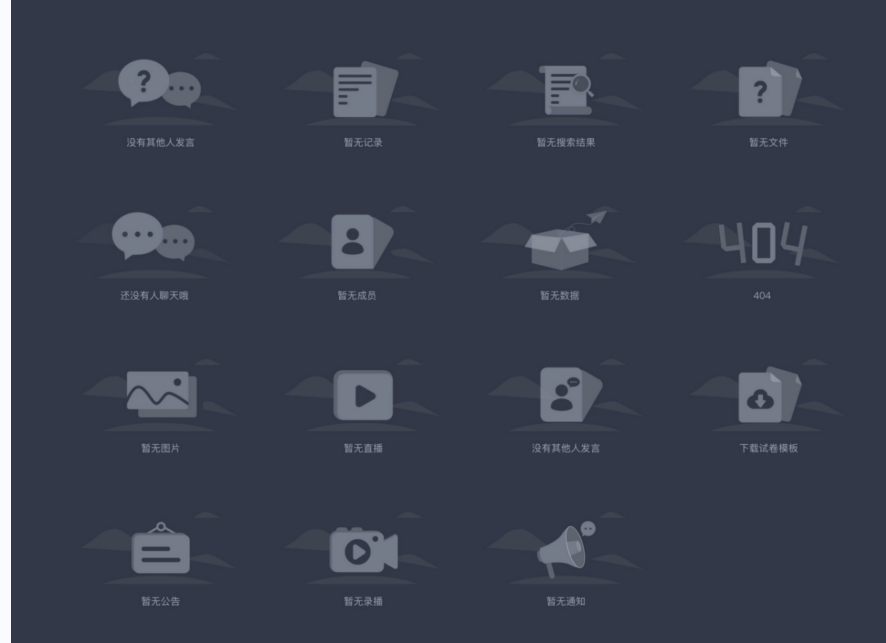 没有其他人发言
暂无记录
暂无搜索结果
暂无文件
还没有人聊天哦
暂无成员
暂无数据
404
404
暂无图片
暂无直播
没有其他人发言
下载试卷模板
暂无公告
暂无录播
暂无通知